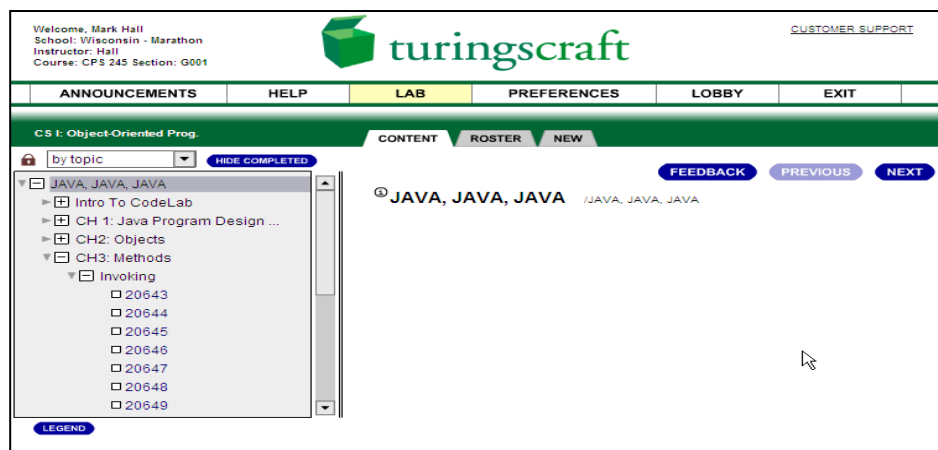 Welcome, Mark Hall
School: Wisconsin - Marathon
Instructor: Hall
Course: CPS 245 Section: G001
turingscraft
CUSTOMER SUPPORT
ANNOUNCEMENTS HELP LAB PREFERENCES LOBBY EXIT
CS I: Object-Oriented Prog.
CONTENT ROSTER NEW
by topic HIDE COMPLETED
FEEDBACK PREVIOUS NEXT
JAVA, JAVA, JAVA
Intro To CodeLab
CH 1: Java Program Design ...
CH2: Objects
CH3: Methods
Invoking
20643
20644
20645
20646
20647
20648
20649
LEGEND
JAVA, JAVA, JAVA /JAVA, JAVA, JAVA